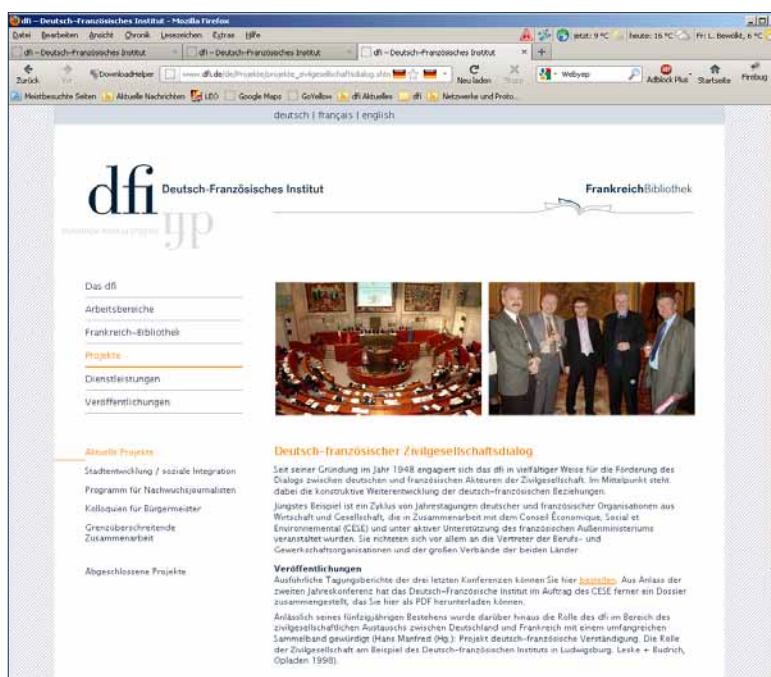 dfi – Deutsch-Französisches Institut - Mozilla Firefox
Datei Bearbeiten Ansicht Chronik Lesezeichen Extras Hilfe
jetzt: 9 °C heute: 16 °C Fr: L. Bewölkt, 6 °C
dfi – Deutsch-Französisches Institut dfi – Deutsch-Französisches Institut dfi – Deutsch-Französisches Institut
Zurück Vor DownloadHelper Neu laden Stopp Webyep Adblock Plus Startseite Firebug
Meistbesuchte Seiten Aktuelle Nachrichten LEO Google Maps GoYellow dfi Aktuelles dfi Netzwerke und Proto...
deutsch | français | english
dfi Deutsch-Französisches Institut
FrankreichBibliothek
Das dfi
Arbeitsbereiche
Frankreich-Bibliothek
Projekte
Dienstleistungen
Veröffentlichungen
Aktuelle Projekte
Stadtentwicklung / soziale Integration
Programm für Nachwuchsjournalisten
Kolloquien für Bürgermeister
Grenzüberschreitende
Zusammenarbeit
Abgeschlossene Projekte
Deutsch-französischer Zivilgesellschaftsdialog
Seit seiner Gründung im Jahr 1948 engagiert sich das dfi in vielfältiger Weise für die Förderung des
Dialogs zwischen deutschen und französischen Akteuren der Zivilgesellschaft. Im Mittelpunkt steht
dabei die konstruktive Weiterentwicklung der deutsch-französischen Beziehungen.
Jüngstes Beispiel ist ein Zyklus von Jahrestagungen deutscher und französischer Organisationen aus
Wirtschaft und Gesellschaft, die in Zusammenarbeit mit dem Conseil Économique, Social et
Environnemental (CESE) und unter aktiver Unterstützung des französischen Außenministeriums
veranstaltet wurden. Sie richteten sich vor allem an die Vertreter der Berufs- und
Gewerkschaftsorganisationen und der großen Verbände der beiden Länder.
Veröffentlichungen
Ausführliche Tagungsberichte der drei letzten Konferenzen können Sie hier bestellen. Aus Anlass der
zweiten Jahreskonferenz hat das Deutsch-Französische Institut im Auftrag des CESE ferner ein Dossier
zusammengestellt, das Sie hier als PDF herunterladen können.
Anlässlich seines fünfzigjährigen Bestehens wurde darüber hinaus die Rolle des dfi im Bereich des
zivilgesellschaftlichen Austauschs zwischen Deutschland und Frankreich mit einem umfangreichen
Sammelband gewürdigt (Hans Manfred (Hg.): Projekt deutsch-französische Verständigung. Die Rolle
der Zivilgesellschaft am Beispiel des Deutsch-französischen Instituts in Ludwigsburg. Leske + Budrich,
Opladen 1998).